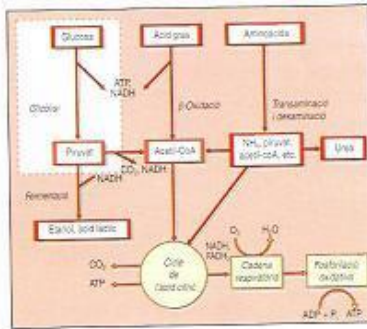 Glucosa
Àcid gras
Aminoàcids
ATP,
NADH
Glicòlisi
β-Oxidació
Transaminació
i desaminació
Piruvat
CO₂, NADH
Acetil-CoA
NH₃, piruvat,
acetil-coA, etc.
Urea
Fermentació
NADH
Etanol, àcid làctic
Cicle
de
l'àcid cítric
CO₂
ATP
NADH,
FADH₂
O₂
H₂O
Cadena
respiratòria
Fosforilació
oxidativa
ADP + Pᵢ
ATP